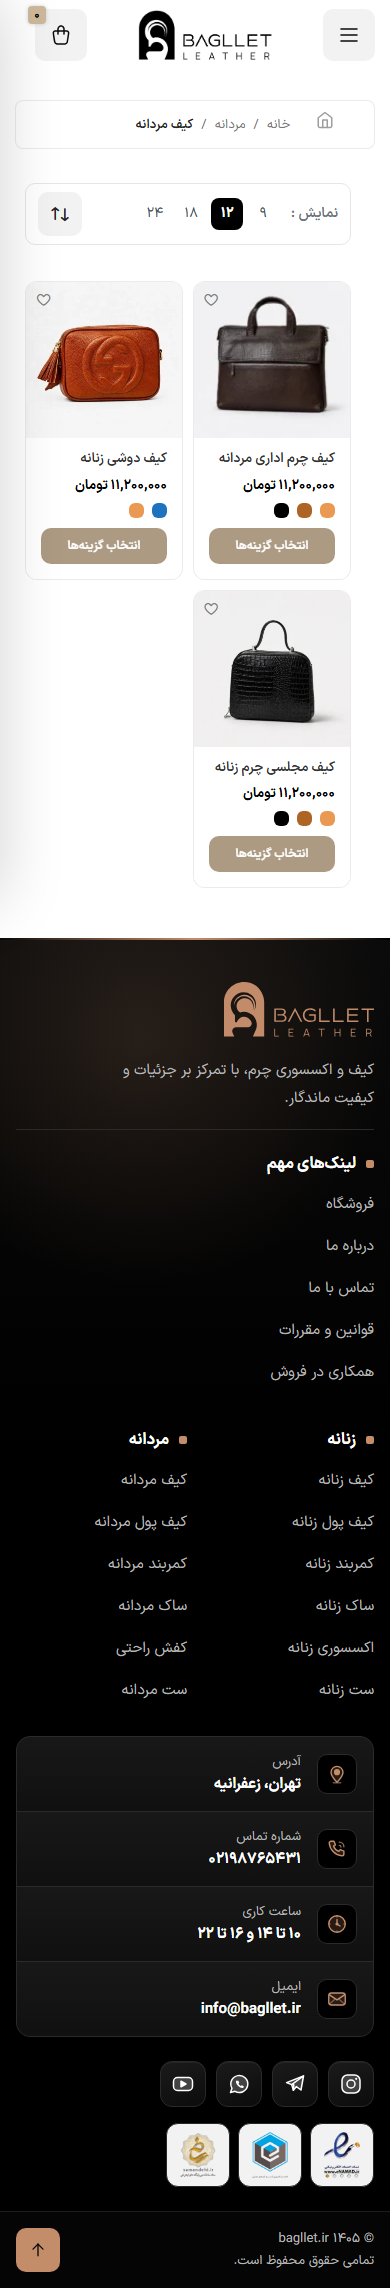 ۰
BAGLLET
LEATHER
خانه / مردانه / کیف مردانه
نمایش : ۹ ۱۲ ۱۸ ۲۴
کیف چرم اداری مردانه
۱۱,۲۰۰,۰۰۰ تومان
انتخاب گزینه‌ها
کیف دوشی زنانه
۱۱,۲۰۰,۰۰۰ تومان
انتخاب گزینه‌ها
کیف مجلسی چرم زنانه
۱۱,۲۰۰,۰۰۰ تومان
انتخاب گزینه‌ها
BAGLLET
LEATHER
کیف و اکسسوری چرم، با تمرکز بر جزئیات و
کیفیت ماندگار.
لینک‌های مهم
فروشگاه
درباره ما
تماس با ما
قوانین و مقررات
همکاری در فروش
زنانه
کیف زنانه
کیف پول زنانه
کمربند زنانه
ساک زنانه
اکسسوری زنانه
ست زنانه
مردانه
کیف مردانه
کیف پول مردانه
کمربند مردانه
ساک مردانه
کفش راحتی
ست مردانه
آدرس
تهران، زعفرانیه
شماره تماس
۰۲۱۹۸۷۶۵۴۳۱
ساعت کاری
۱۰ تا ۱۴ و ۱۶ تا ۲۲
ایمیل
info@bagllet.ir
www.eNAMAD.ir
samandehi.ir
© ۱۴۰۵ bagllet.ir
تمامی حقوق محفوظ است.